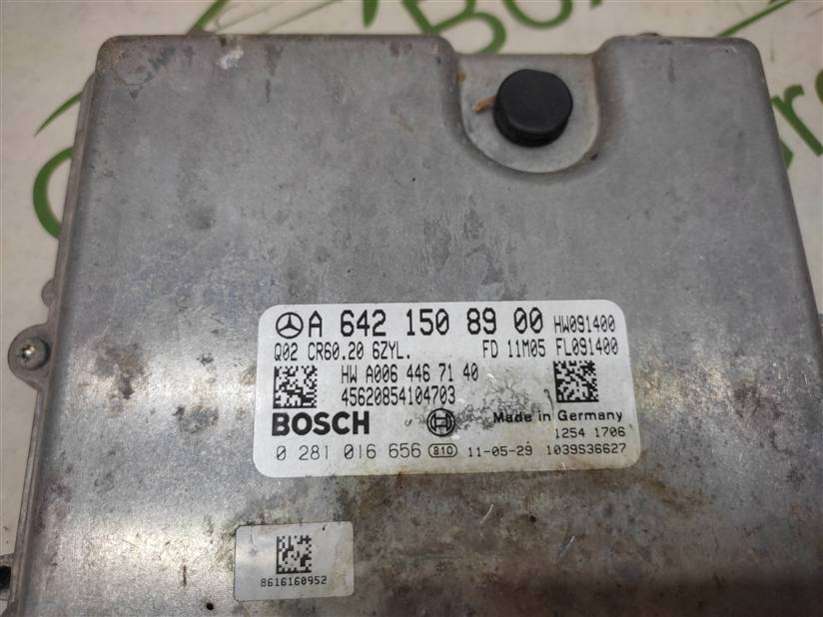 A 642 150 89 00 HW091400
Q02 CR60.20 6ZYL. FD 11M05 FL091400
HW A006 446 71 40
45620854104703
BOSCH Made in Germany
1254 1706
0 281 016 656 810 11-05-29 1039S36627
8616160952